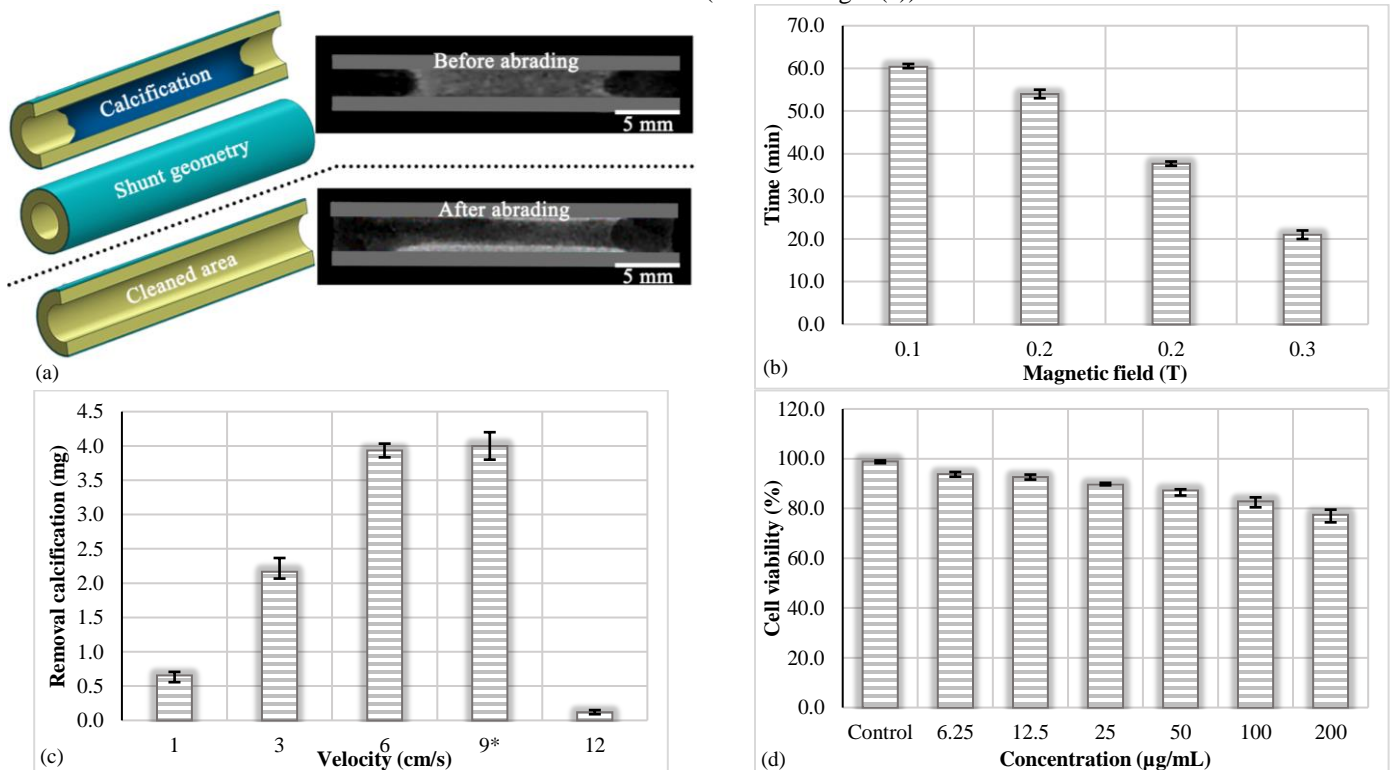 Calcification
Shunt geometry
Cleaned area
Before abrading
5 mm
After abrading
5 mm
(a)
70.0
60.0
50.0
40.0
30.0
20.0
10.0
0.0
Time (min)
0.1 0.2 0.2 0.3
Magnetic field (T)
(b)
4.5
4.0
3.5
3.0
2.5
2.0
1.5
1.0
0.5
0.0
Removal calcification (mg)
1 3 6 9* 12
Velocity (cm/s)
(c)
120.0
100.0
80.0
60.0
40.0
20.0
0.0
Cell viability (%)
Control 6.25 12.5 25 50 100 200
Concentration (µg/mL)
(d)